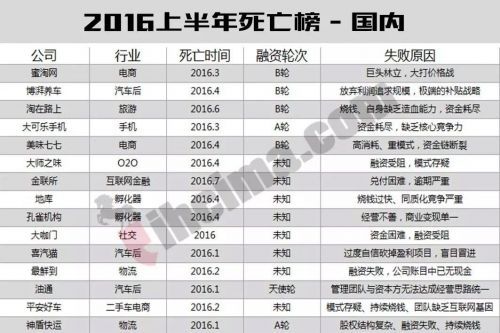 2016上半年死亡榜 - 国内
公司 行业 死亡时间 融资轮次 失败原因
蜜淘网 电商 2016.3 B轮 巨头林立,大打价格战
博湃养车 汽车后 2016.4 B轮 放弃利润追求规模,极端的补贴战略
淘在路上 旅游 2016.6 B轮 烧钱、自身缺乏造血能力,资金耗尽
大可乐手机 手机 2016.3 A轮 资金耗尽、缺乏核心竞争力
美味七七 电商 2016.4 B轮 高消耗、重模式,资金链断裂
大师之味 O2O 2016.4 未知 融资受阻,模式存疑
金联所 互联网金融 2016.7 未知 兑付困难,逾期严重
地库 孵化器 2016.4 未知 烧钱过快、同质化竞争严重
孔雀机构 孵化器 2016.4 未知 经营不善,商业变现单一
大咖门 社交 2016 未知 资金困难,融资受阻
喜汽猫 汽车后 2016.1 未知 过度自信砍掉盈利项目,盲目冒进
最鲜到 物流 2016.2 未知 融资失败,公司账目中已无现金
油通 汽车后 2016.1 天使轮 管理团队与资本方无法达成经营思路统一
平安好车 二手车电商 2016.2 未知 模式存疑、持续烧钱、团队缺乏互联网基因
神盾快运 物流 2016.1 A轮 股权结构复杂、融资失败、持续烧钱
iheima.com